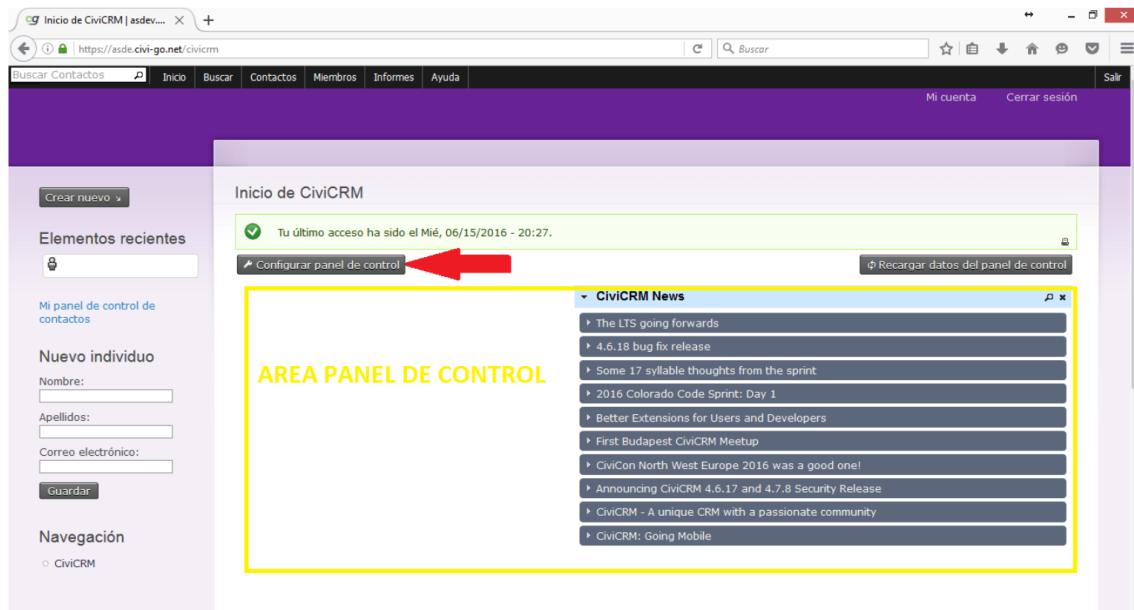 cg Inicio de CiviCRM | asdev....
https://asde.civi-go.net/civicrm
Buscar
Buscar Contactos Inicio Buscar Contactos Miembros Informes Ayuda Salir
Mi cuenta Cerrar sesión
Crear nuevo
Inicio de CiviCRM
Tu último acceso ha sido el Mié, 06/15/2016 - 20:27.
Elementos recientes
Configurar panel de control
Recargar datos del panel de control
Mi panel de control de
contactos
CiviCRM News
The LTS going forwards
4.6.18 bug fix release
Some 17 syllable thoughts from the sprint
2016 Colorado Code Sprint: Day 1
Better Extensions for Users and Developers
First Budapest CiviCRM Meetup
CiviCon North West Europe 2016 was a good one!
Announcing CiviCRM 4.6.17 and 4.7.8 Security Release
CiviCRM - A unique CRM with a passionate community
CiviCRM: Going Mobile
AREA PANEL DE CONTROL
Nuevo individuo
Nombre:
Apellidos:
Correo electrónico:
Guardar
Navegación
CiviCRM